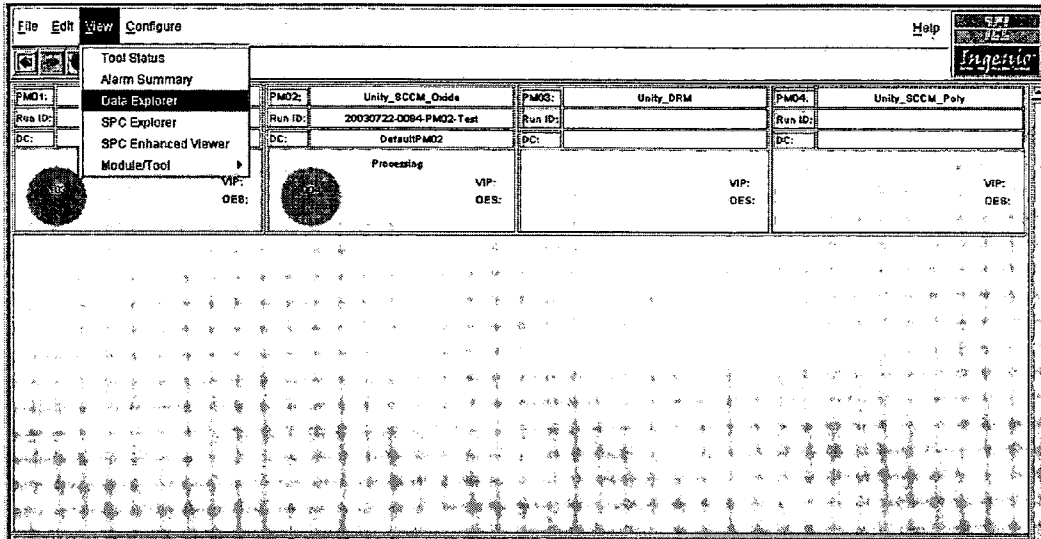 File Edit View Configure Help
Ingenio
Tool Status
Alarm Summary
Data Explorer
SPC Explorer
SPC Enhanced Viewer
Module/Tool
PM01:
Run ID:
DC:
VIP:
OES:
PM02: Unity_SCCM_Oxide
Run ID: 20030722-0084-PM02-Test
DC: DefaultPM02
Processing
VIP:
OES:
PM03: Unity_DRM
Run ID:
DC:
VIP:
OES:
PM04. Unity_SCCM_Poly
Run ID:
DC:
VIP:
OES: